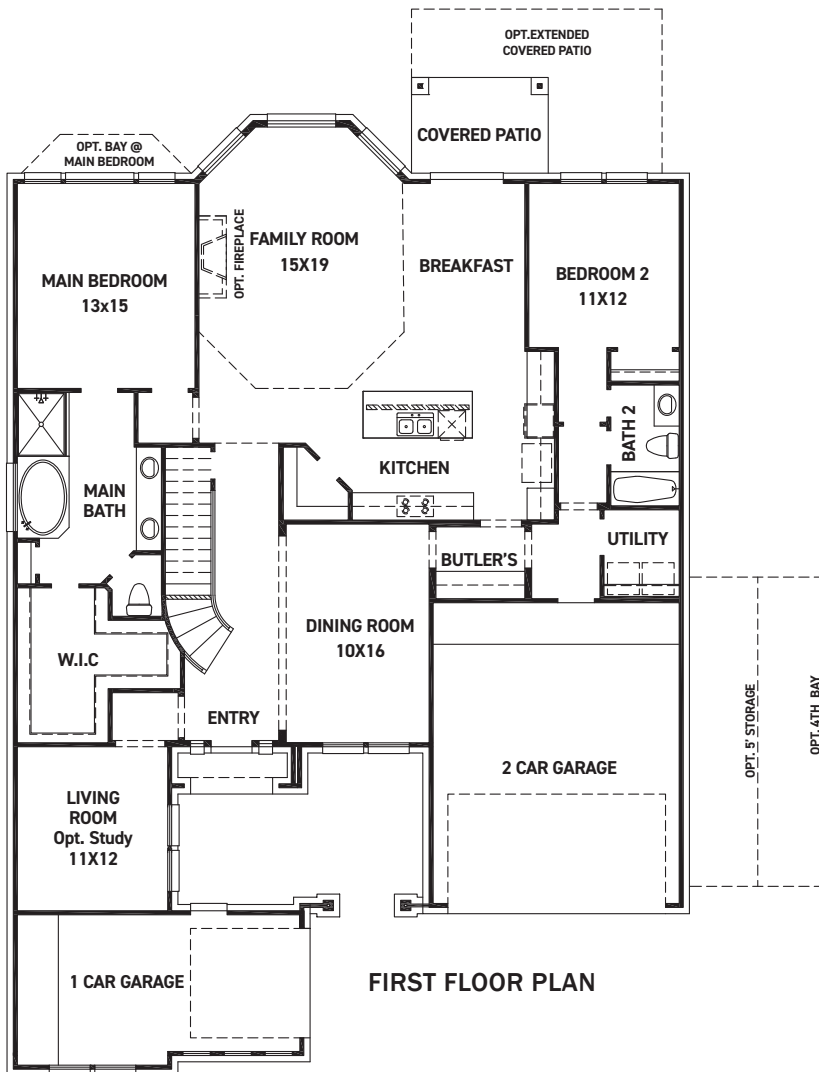 OPT.EXTENDED
COVERED PATIO
COVERED PATIO
OPT. BAY @
MAIN BEDROOM
FAMILY ROOM
15X19
OPT. FIREPLACE
BREAKFAST
BEDROOM 2
11X12
MAIN BEDROOM
13x15
BATH 2
KITCHEN
MAIN
BATH
BUTLER'S
UTILITY
DINING ROOM
10X16
W.I.C
ENTRY
2 CAR GARAGE
OPT. 5' STORAGE
OPT. 4TH BAY
LIVING
ROOM
Opt. Study
11X12
1 CAR GARAGE
FIRST FLOOR PLAN